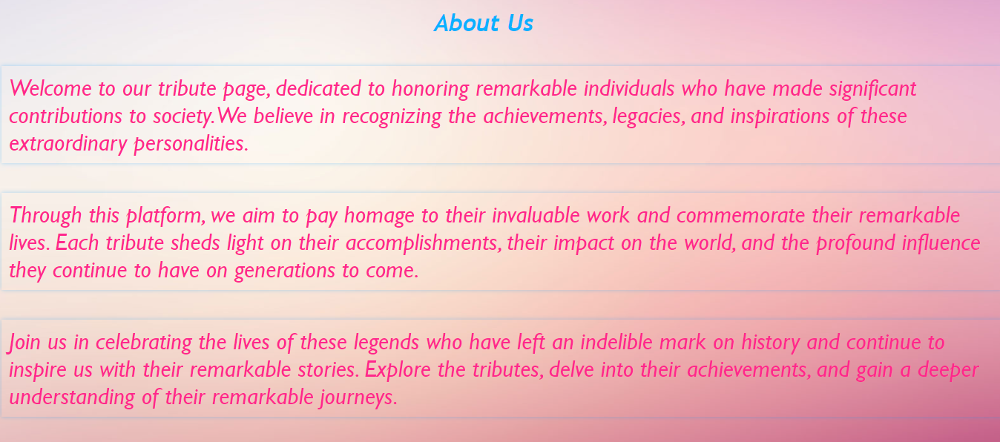 About Us
Welcome to our tribute page, dedicated to honoring remarkable individuals who have made significant
contributions to society. We believe in recognizing the achievements, legacies, and inspirations of these
extraordinary personalities.
Through this platform, we aim to pay homage to their invaluable work and commemorate their remarkable
lives. Each tribute sheds light on their accomplishments, their impact on the world, and the profound influence
they continue to have on generations to come.
Join us in celebrating the lives of these legends who have left an indelible mark on history and continue to
inspire us with their remarkable stories. Explore the tributes, delve into their achievements, and gain a deeper
understanding of their remarkable journeys.